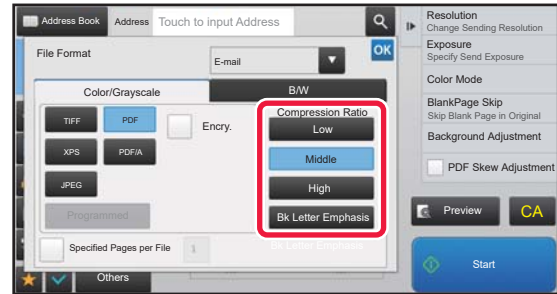 Address Book
Address
Touch to input Address
File Format
E-mail
OK
Color/Grayscale
B/W
TIFF
PDF
Encry.
XPS
PDF/A
JPEG
Programmed
Specified Pages per File
1
Compression Ratio
Low
Middle
High
Bk Letter Emphasis
Bk Letter Emphasis
Others
Resolution
Change Sending Resolution
Exposure
Specify Send Exposure
Color Mode
BlankPage Skip
Skip Blank Page in Original
Background Adjustment
PDF Skew Adjustment
Preview
CA
Start